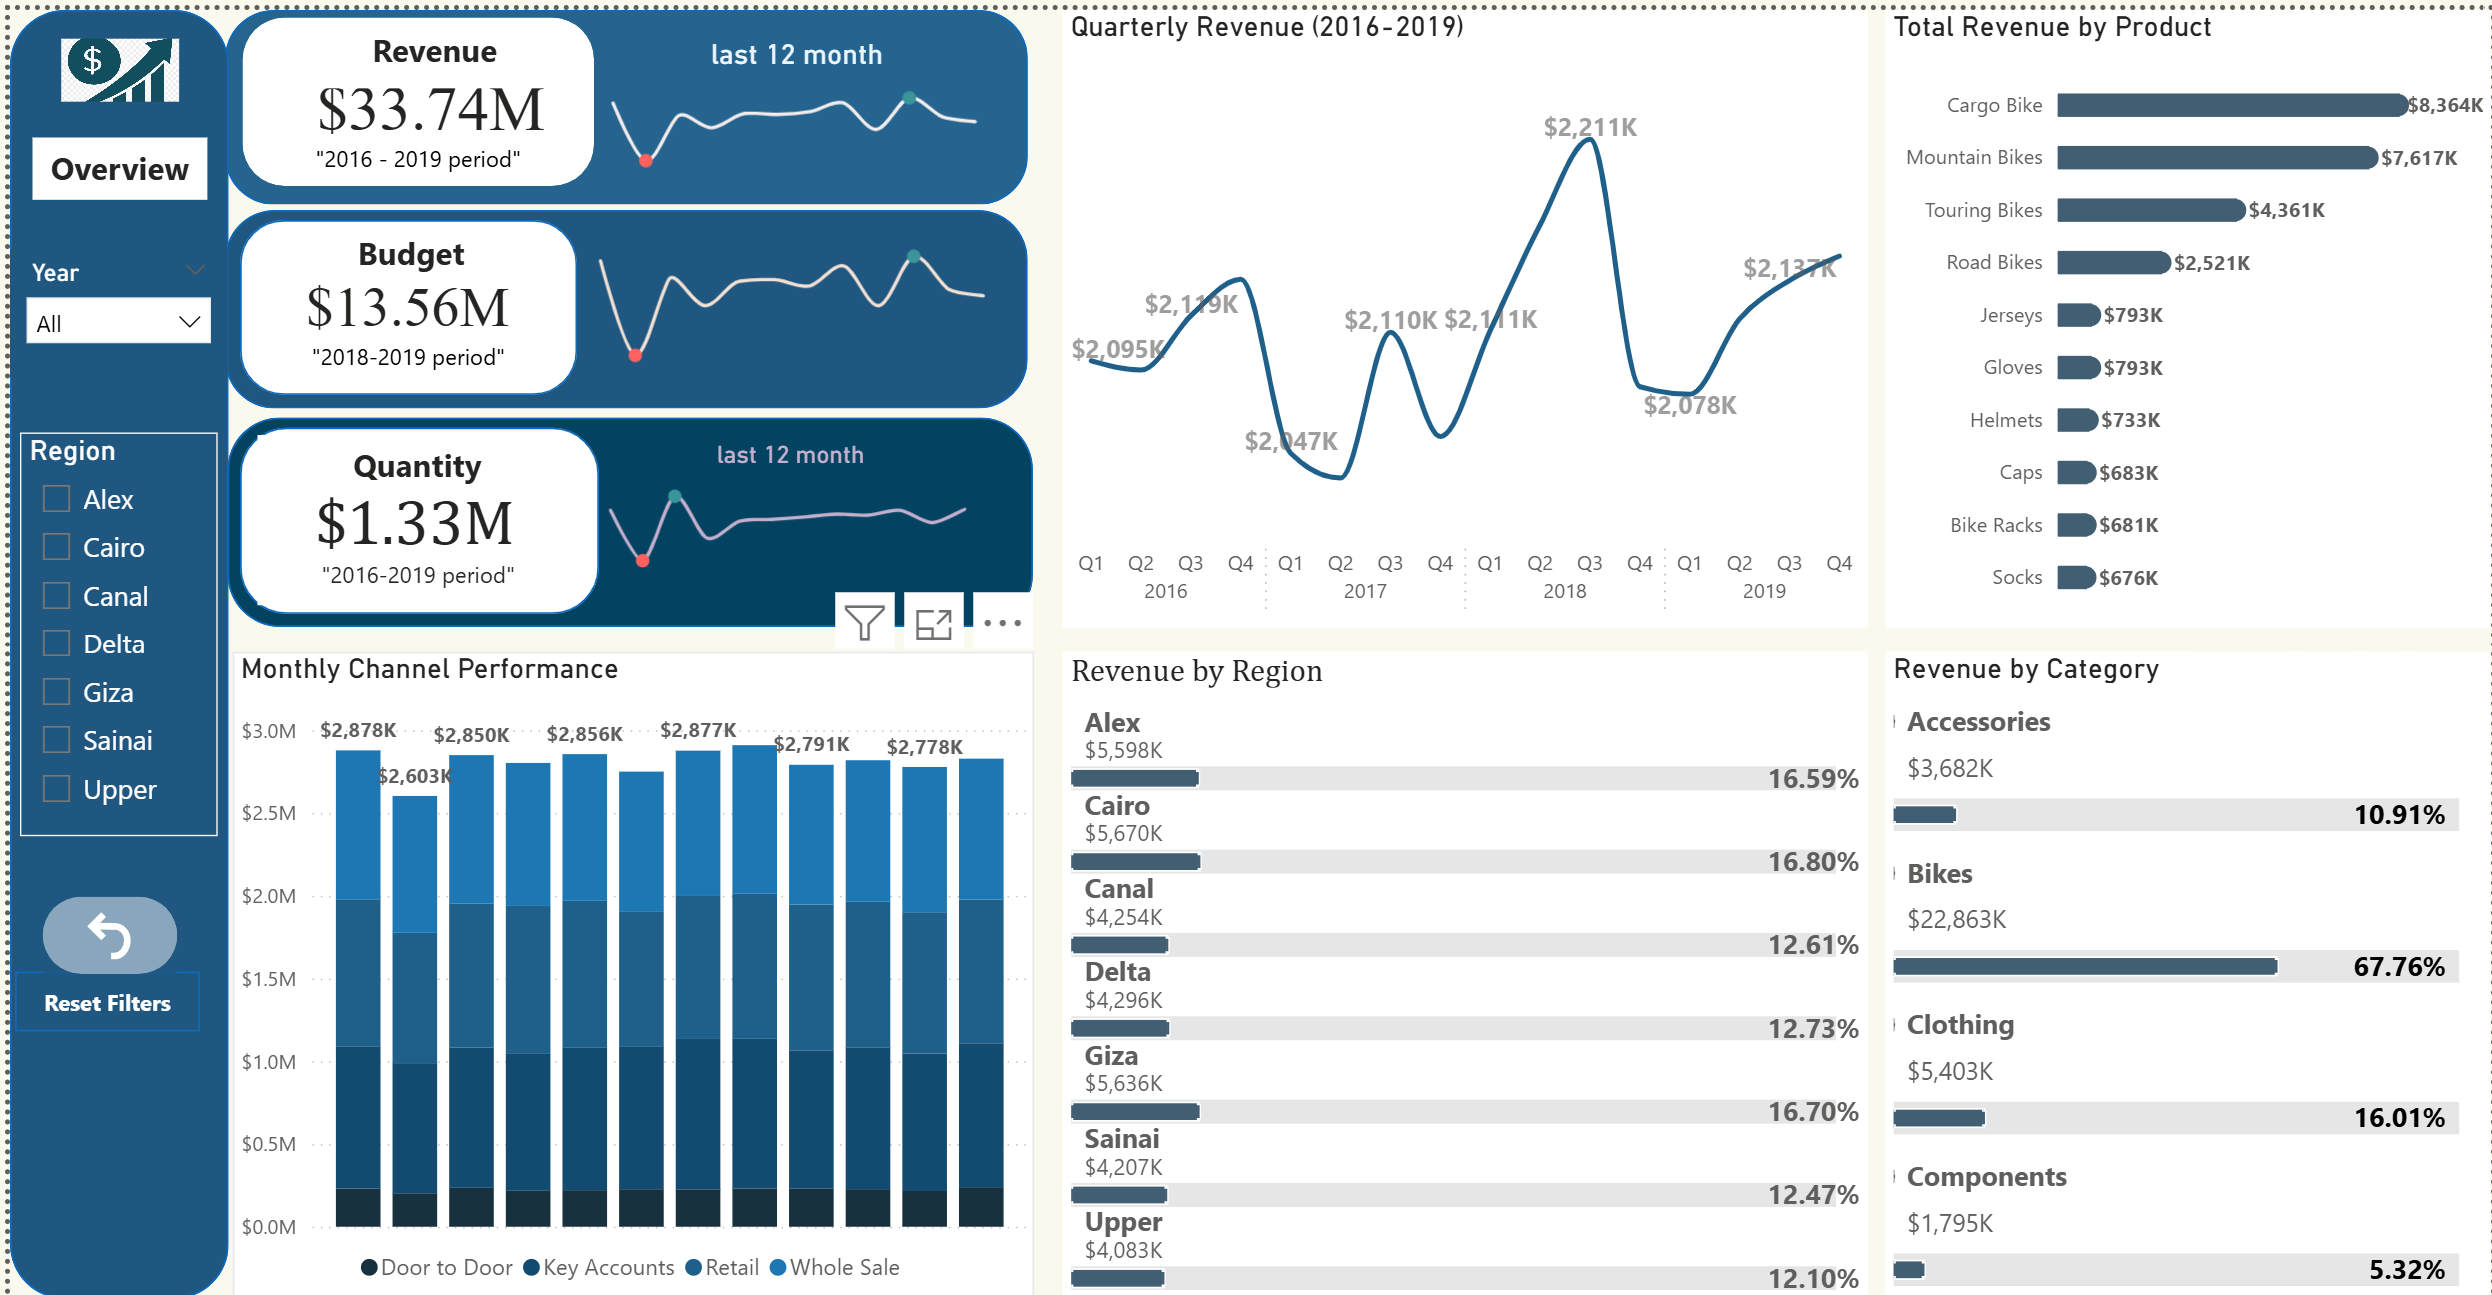 $
Overview
Year
All
Region
Alex
Cairo
Canal
Delta
Giza
Sainai
Upper
Reset Filters
Revenue
$33.74M
"2016 - 2019 period"
last 12 month
Budget
$13.56M
"2018-2019 period"
Quantity
$1.33M
"2016-2019 period"
last 12 month
Monthly Channel Performance
$3.0M
$2.5M
$2.0M
$1.5M
$1.0M
$0.5M
$0.0M
$2,878K
$2,603K
$2,850K
$2,856K
$2,877K
$2,791K
$2,778K
Door to Door Key Accounts Retail Whole Sale
Quarterly Revenue (2016-2019)
$2,095K
$2,119K
$2,047K
$2,110K
$2,111K
$2,211K
$2,078K
$2,137K
Q1 Q2 Q3 Q4 Q1 Q2 Q3 Q4 Q1 Q2 Q3 Q4 Q1 Q2 Q3 Q4
2016 2017 2018 2019
Total Revenue by Product
Cargo Bike $8,364K
Mountain Bikes $7,617K
Touring Bikes $4,361K
Road Bikes $2,521K
Jerseys $793K
Gloves $793K
Helmets $733K
Caps $683K
Bike Racks $681K
Socks $676K
Revenue by Region
Alex
$5,598K
16.59%
Cairo
$5,670K
16.80%
Canal
$4,254K
12.61%
Delta
$4,296K
12.73%
Giza
$5,636K
16.70%
Sainai
$4,207K
12.47%
Upper
$4,083K
12.10%
Revenue by Category
Accessories
$3,682K
10.91%
Bikes
$22,863K
67.76%
Clothing
$5,403K
16.01%
Components
$1,795K
5.32%